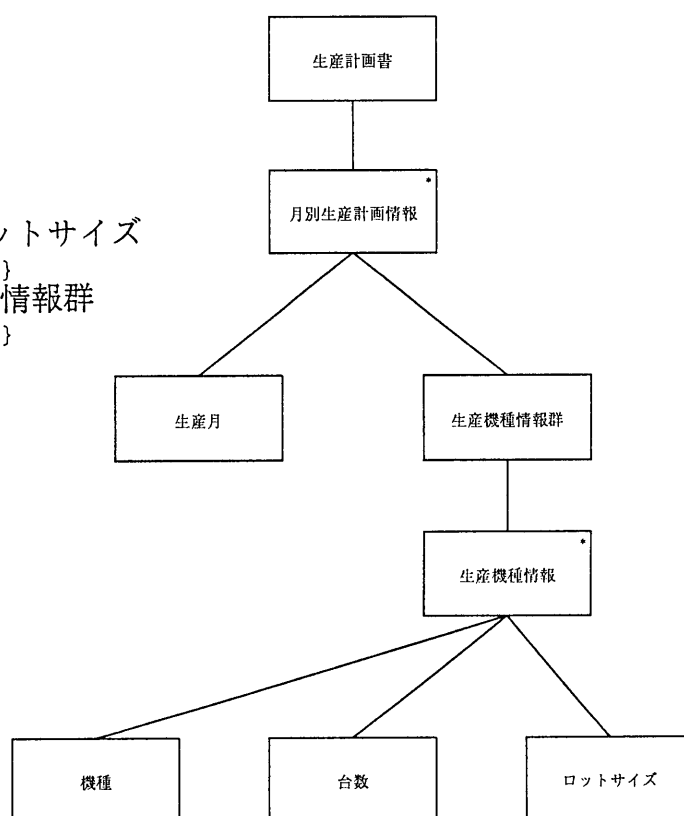 生産計画書
*
月別生産計画情報
ットサイズ
}
情報群
}
生産月
生産機種情報群
*
生産機種情報
機種
台数
ロットサイズ